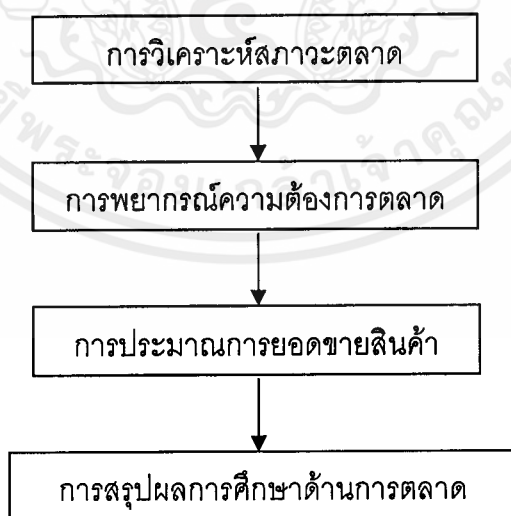 การวิเคราะห์สภาวะตลาด
การพยากรณ์ความต้องการตลาด
การประมาณการยอดขายสินค้า
การสรุปผลการศึกษาด้านการตลาด